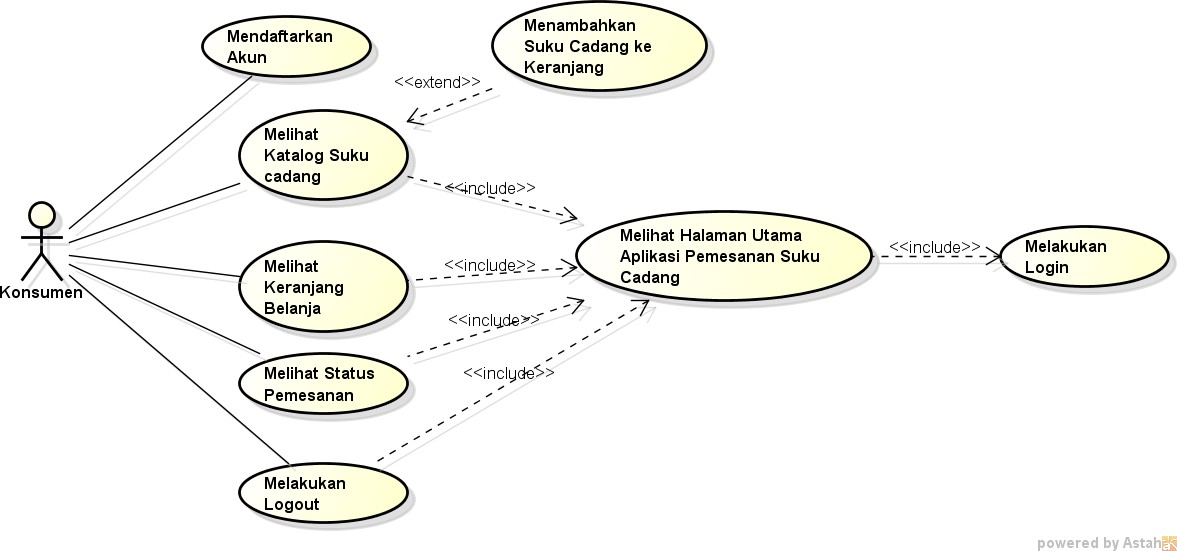 Mendaftarkan
Akun
Menambahkan
Suku Cadang ke
Keranjang
<<extend>>
Melihat
Katalog Suku
cadang
<<include>>
Konsumen
Melihat Halaman Utama
Aplikasi Pemesanan Suku
Cadang
<<include>>
Melakukan
Login
Melihat
Keranjang
Belanja
<<include>>
<<include>>
Melihat Status
Pemesanan
<<include>>
Melakukan
Logout
powered by Astah